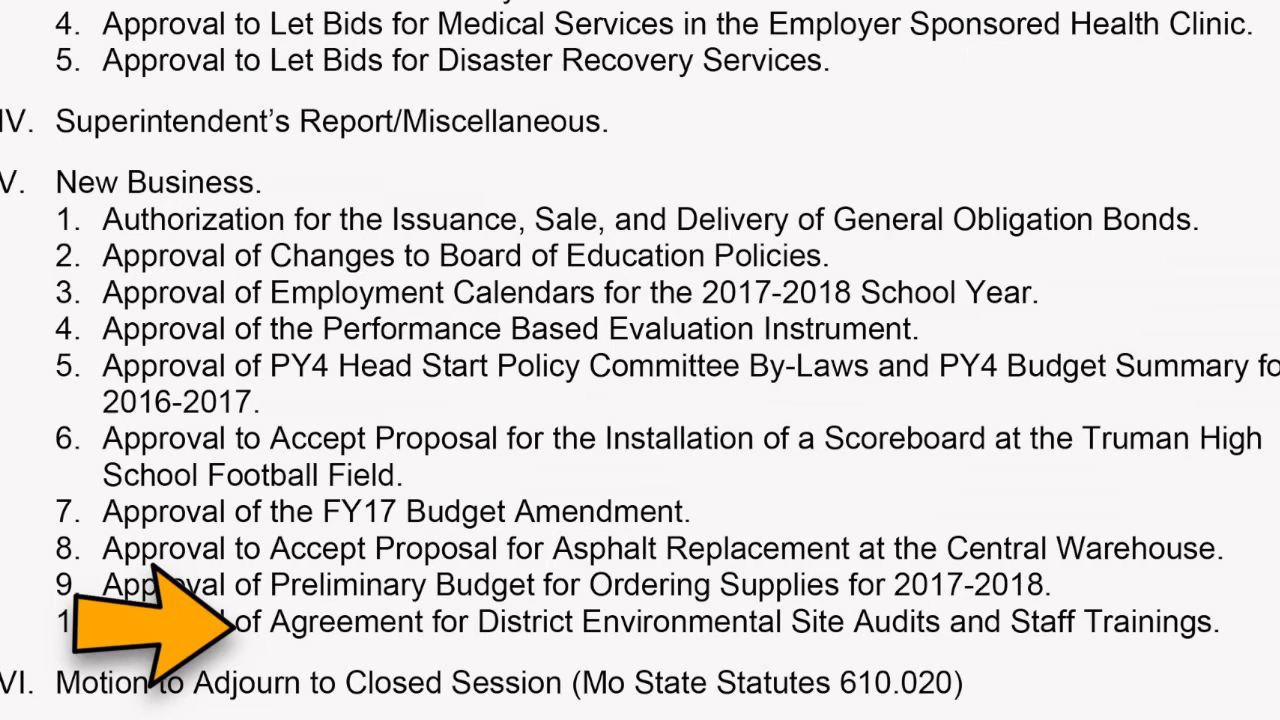 4. Approval to Let Bids for Medical Services in the Employer Sponsored Health Clinic.
5. Approval to Let Bids for Disaster Recovery Services.
IV. Superintendent's Report/Miscellaneous.
V. New Business.
1. Authorization for the Issuance, Sale, and Delivery of General Obligation Bonds.
2. Approval of Changes to Board of Education Policies.
3. Approval of Employment Calendars for the 2017-2018 School Year.
4. Approval of the Performance Based Evaluation Instrument.
5. Approval of PY4 Head Start Policy Committee By-Laws and PY4 Budget Summary fo
2016-2017.
6. Approval to Accept Proposal for the Installation of a Scoreboard at the Truman High
School Football Field.
7. Approval of the FY17 Budget Amendment.
8. Approval to Accept Proposal for Asphalt Replacement at the Central Warehouse.
9. Approval of Preliminary Budget for Ordering Supplies for 2017-2018.
1 of Agreement for District Environmental Site Audits and Staff Trainings.
VI. Motion to Adjourn to Closed Session (Mo State Statutes 610.020)